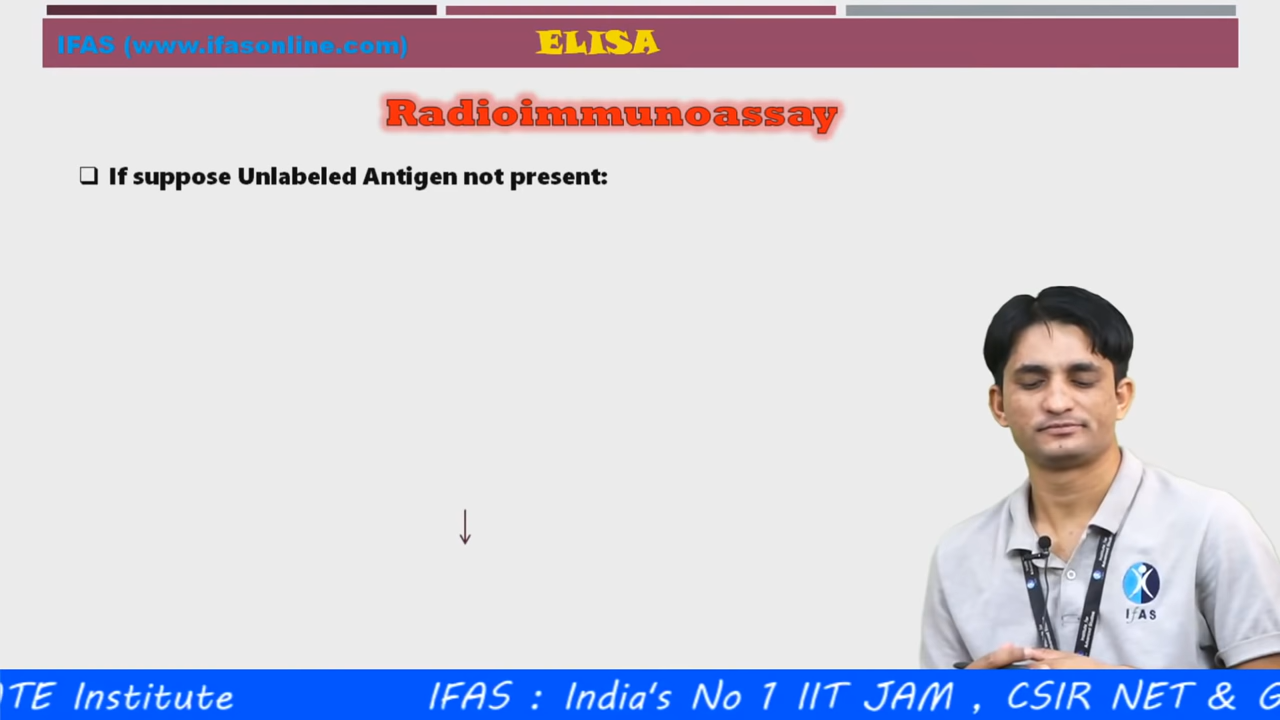 IFAS (www.ifasonline.com)
ELISA
Radioimmunoassay
If suppose Unlabeled Antigen not present:
IfAS
Institute IFAS : India's No 1 IIT JAM , CSIR NET &